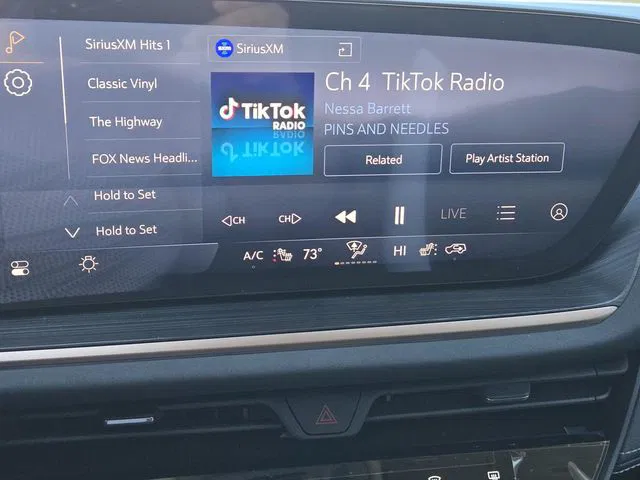 SiriusXM Hits 1
Classic Vinyl
The Highway
FOX News Headli...
Hold to Set
Hold to Set
SiriusXM
TikTok
RADIO
Ch 4 TikTok Radio
Nessa Barrett
PINS AND NEEDLES
Related
Play Artist Station
CH
CH
LIVE
A/C
73°
HI